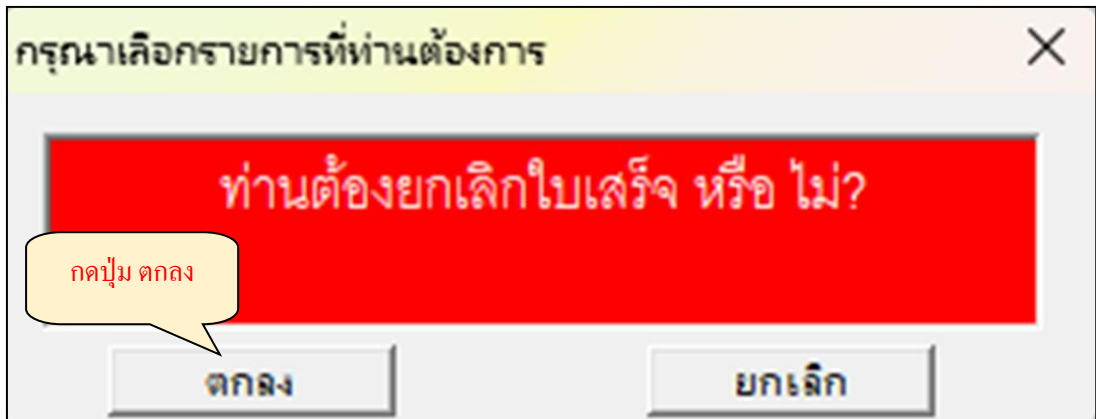 กรุณาเลือกรายการที่ท่านต้องการ
ท่านต้องยกเลิกใบเสร็จ หรือ ไม่?
กดปุ่ม ตกลง
ตกลง
ยกเลิก